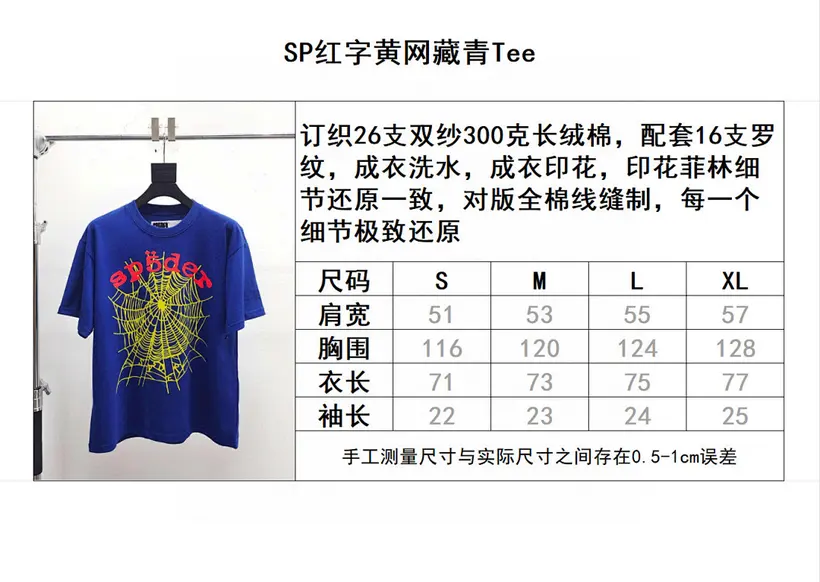 SP红字黄网藏青Tee
订织26支双纱300克长绒棉，配套16支罗
纹，成衣洗水，成衣印花，印花菲林细
节还原一致，对版全棉线缝制，每一个
细节极致还原
spöder
尺码 S M L XL
肩宽 51 53 55 57
胸围 116 120 124 128
衣长 71 73 75 77
袖长 22 23 24 25
手工测量尺寸与实际尺寸之间存在0.5-1cm误差